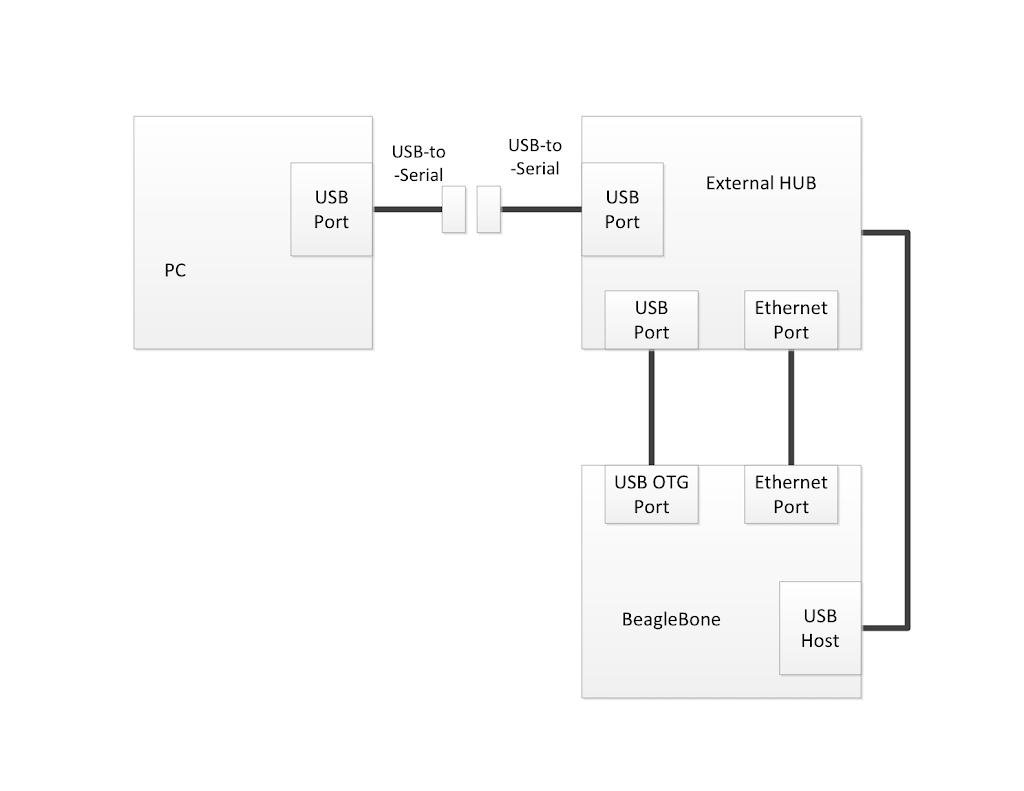 USB-to
-Serial
USB-to
-Serial
USB
Port
PC
USB
Port
External HUB
USB
Port
Ethernet
Port
USB OTG
Port
Ethernet
Port
BeagleBone
USB
Host